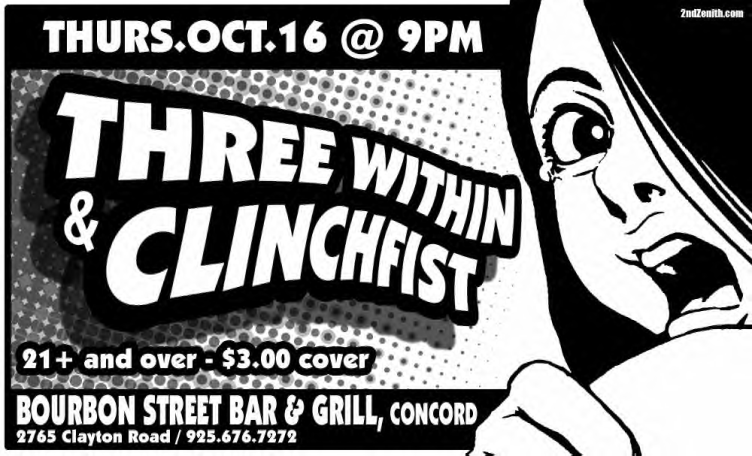 2ndZenith.com
THURS.OCT.16 @ 9PM
THREE WITHIN
& CLINCHFIST
21+ and over - $3.00 cover
BOURBON STREET BAR & GRILL, CONCORD
2765 Clayton Road / 925.676.7272